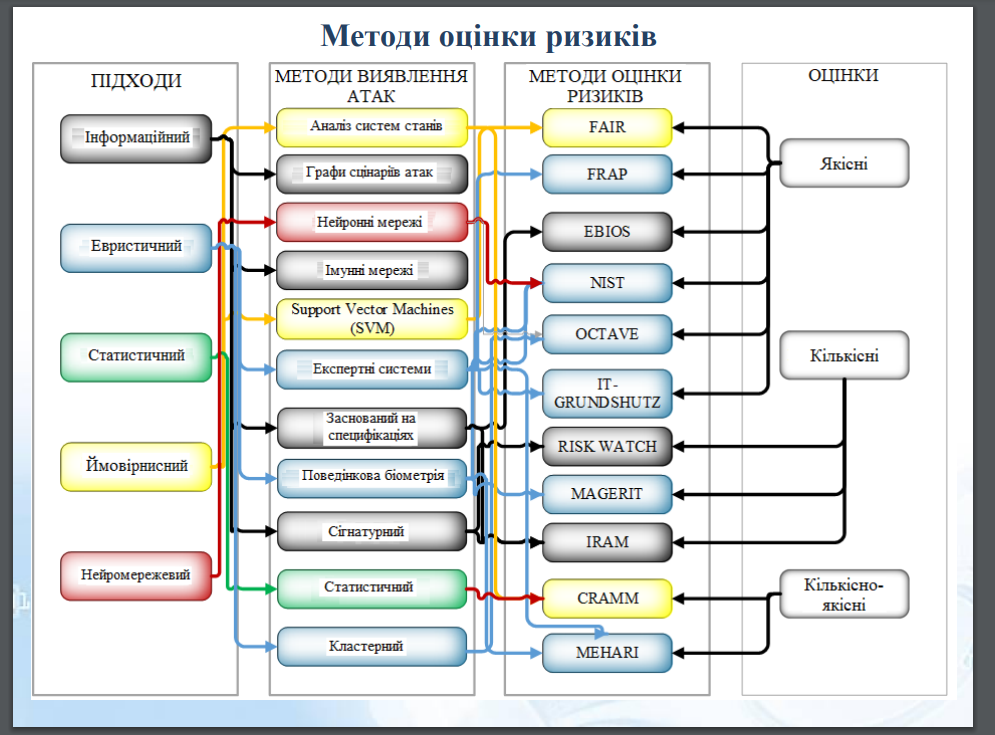 Методи оцінки ризиків
ПІДХОДИ
Інформаційний
Евристичний
Статистичний
Ймовірнисний
Нейромережевий
МЕТОДИ ВИЯВЛЕННЯ
АТАК
Аналіз систем станів
Графи сцінаріїв атак
Нейронні мережі
Імунні мережі
Support Vector Machines
(SVM)
Експертні системи
Заснований на
специфікаціях
Поведінкова біометрія
Сігнатурний
Статистичний
Кластерний
МЕТОДИ ОЦІНКИ
РИЗИКІВ
FAIR
FRAP
EBIOS
NIST
OCTAVE
IT-
GRUNDSHUTZ
RISK WATCH
MAGERIT
IRAM
CRAMM
MEHARI
ОЦІНКИ
Якісні
Кількісні
Кількісно-
якісні